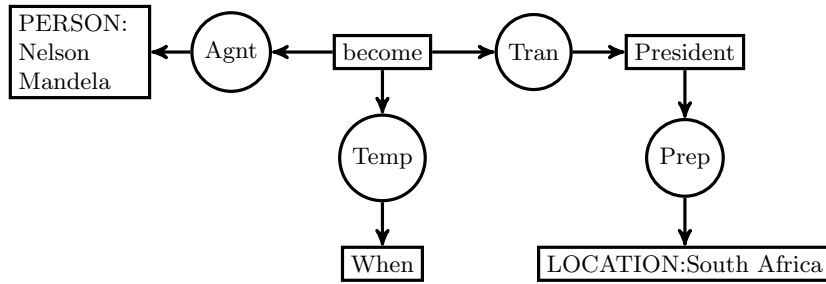 PERSON:
Nelson
Mandela
Agnt
become
Tran
President
Temp
Prep
When
LOCATION:South Africa